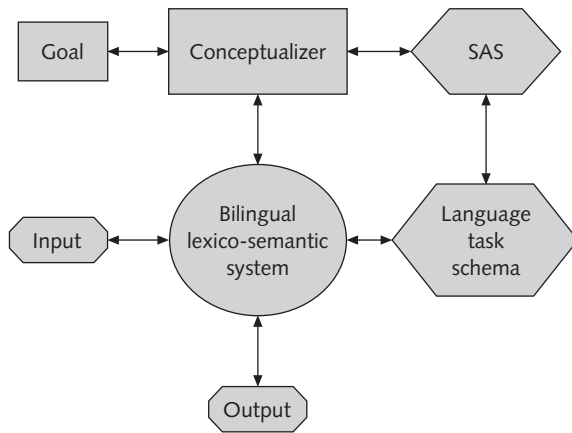 Goal
Conceptualizer
SAS
Input
Bilingual
lexico-semantic
system
Language
task
schema
Output